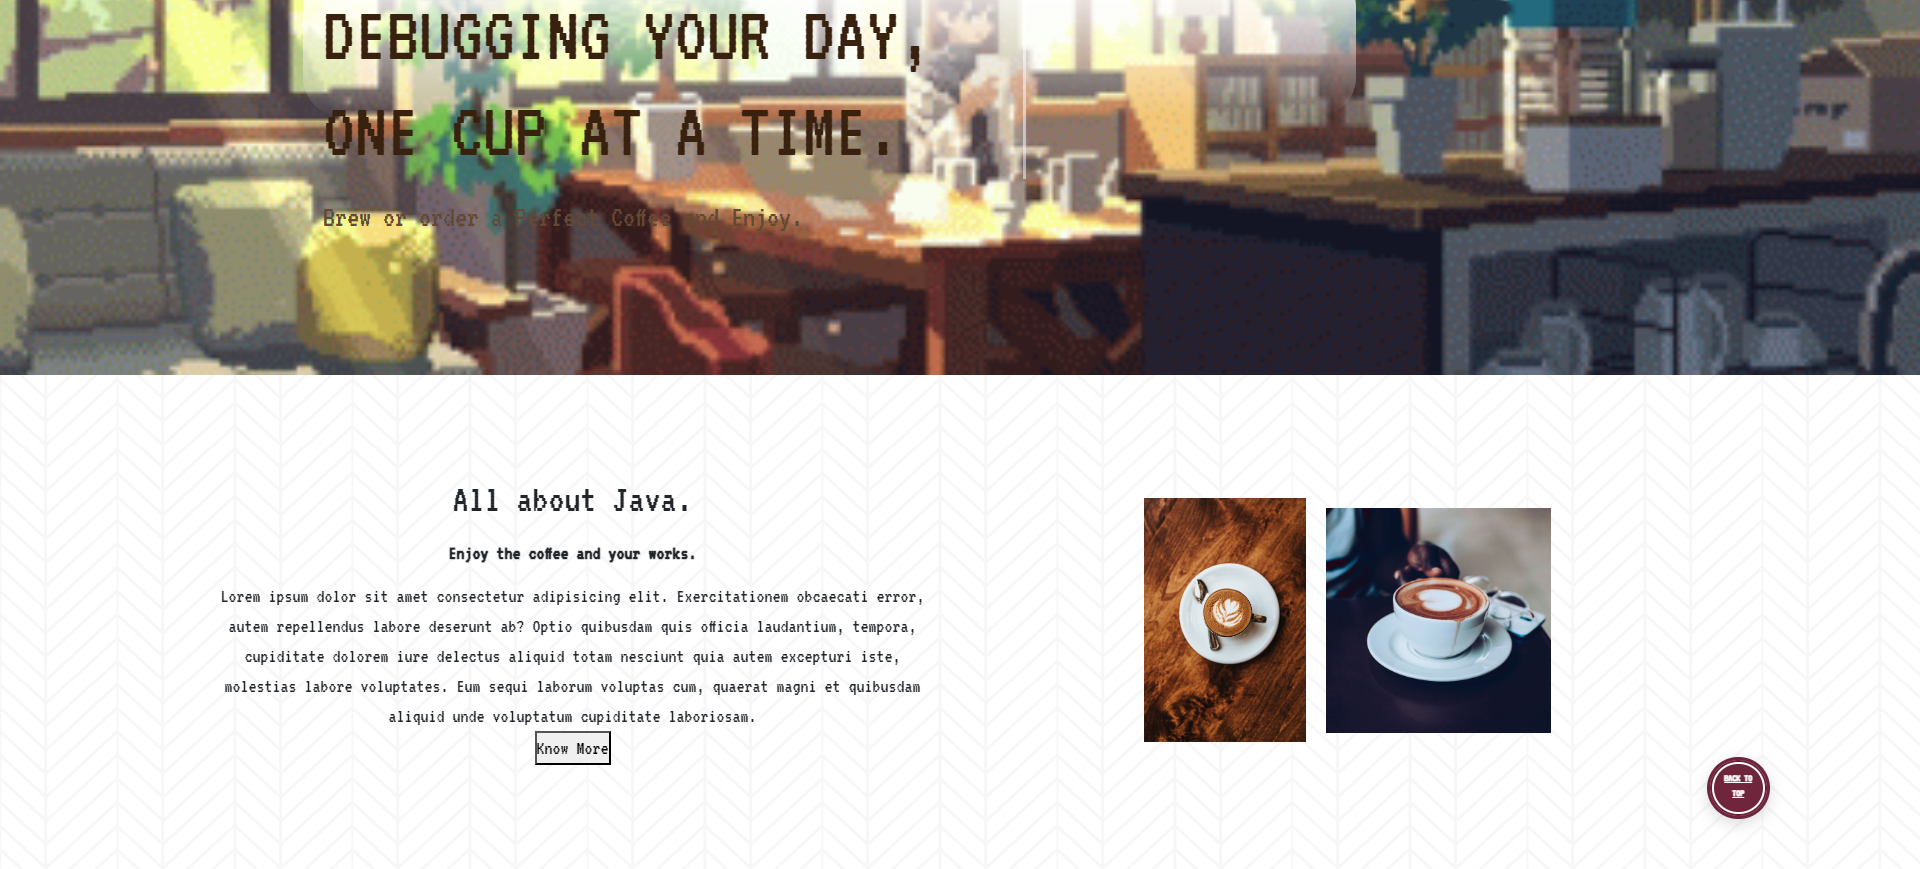 DEBUGGING YOUR DAY,
ONE CUP AT A TIME.
Brew or order a Perfect Coffee and Enjoy.
All about Java.
Enjoy the coffee and your works.
Lorem ipsum dolor sit amet consectetur adipisicing elit. Exercitationem obcaecati error,
autem repellendus labore deserunt ab? Optio quibusdam quis officia laudantium, tempora,
cupiditate dolorem iure delectus aliquid totam nesciunt quia autem excepturi iste,
molestias labore voluptates. Eum sequi laborum voluptas cum, quaerat magni et quibusdam
aliquid unde voluptatum cupiditate laboriosam.
Know More
BACK TO
TOP